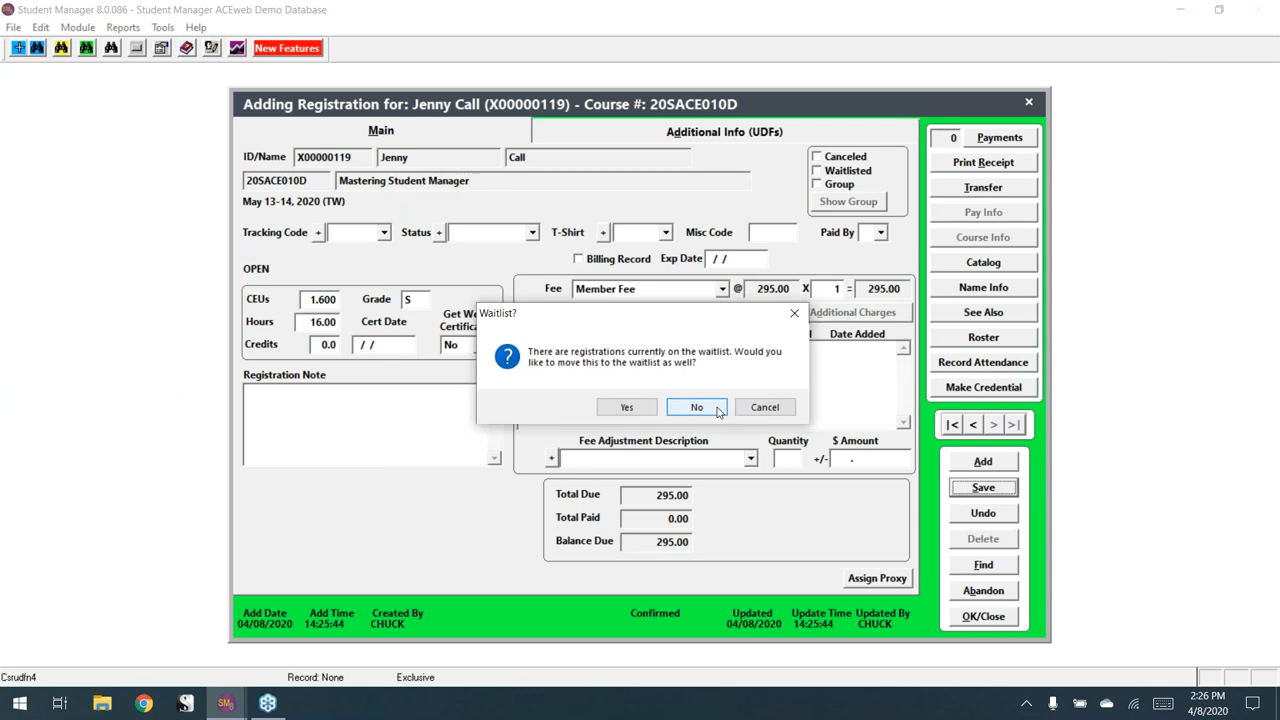 Student Manager 8.0.086 - Student Manager ACEweb Demo Database
File Edit Module Reports Tools Help
New Features
Adding Registration for: Jenny Call (X00000119) - Course #: 20SACE010D
Main
Additional Info (UDFs)
ID/Name X00000119 Jenny Call
20SACE010D Mastering Student Manager
May 13-14, 2020 (TW)
Canceled
Waitlisted
Group
Show Group
Tracking Code + Status + T-Shirt + Misc Code Paid By
Billing Record Exp Date / /
OPEN
Fee Member Fee @ 295.00 X 1 = 295.00
CEUs 1.600 Grade S
Hours 16.00 Cert Date Get We
Certifica
Credits 0.0 / / No
Additional Charges
Date Added
Waitlist?
There are registrations currently on the waitlist. Would you
like to move this to the waitlist as well?
Yes No Cancel
Registration Note
Fee Adjustment Description Quantity $ Amount
+ +/- .
Total Due 295.00
Total Paid 0.00
Balance Due 295.00
Assign Proxy
Add Date Add Time Created By Confirmed Updated Update Time Updated By
04/08/2020 14:25:44 CHUCK 04/08/2020 14:25:44 CHUCK
0 Payments
Print Receipt
Transfer
Pay Info
Course Info
Catalog
Name Info
See Also
Roster
Record Attendance
Make Credential
|< < > >|
Add
Save
Undo
Delete
Find
Abandon
OK/Close
Csrudfn4 Record: None Exclusive
SM8
2:26 PM
4/8/2020